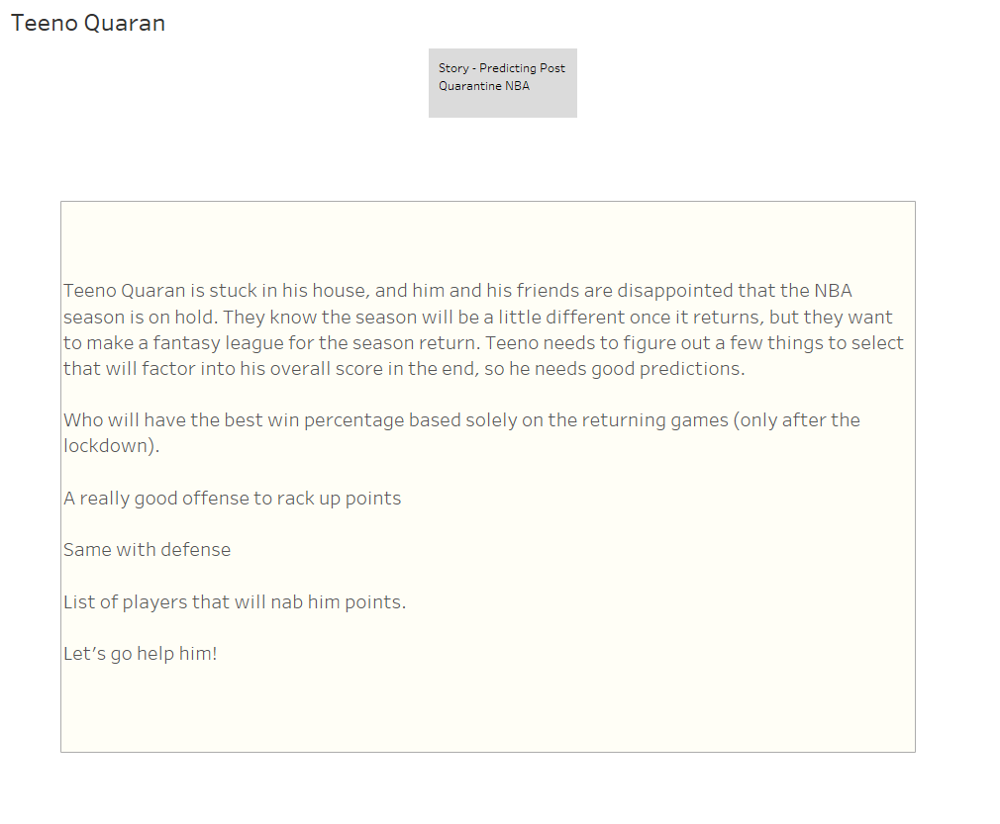 Teeno Quaran
Story - Predicting Post
Quarantine NBA
Teeno Quaran is stuck in his house, and him and his friends are disappointed that the NBA
season is on hold. They know the season will be a little different once it returns, but they want
to make a fantasy league for the season return. Teeno needs to figure out a few things to select
that will factor into his overall score in the end, so he needs good predictions.
Who will have the best win percentage based solely on the returning games (only after the
lockdown).
A really good offense to rack up points
Same with defense
List of players that will nab him points.
Let’s go help him!